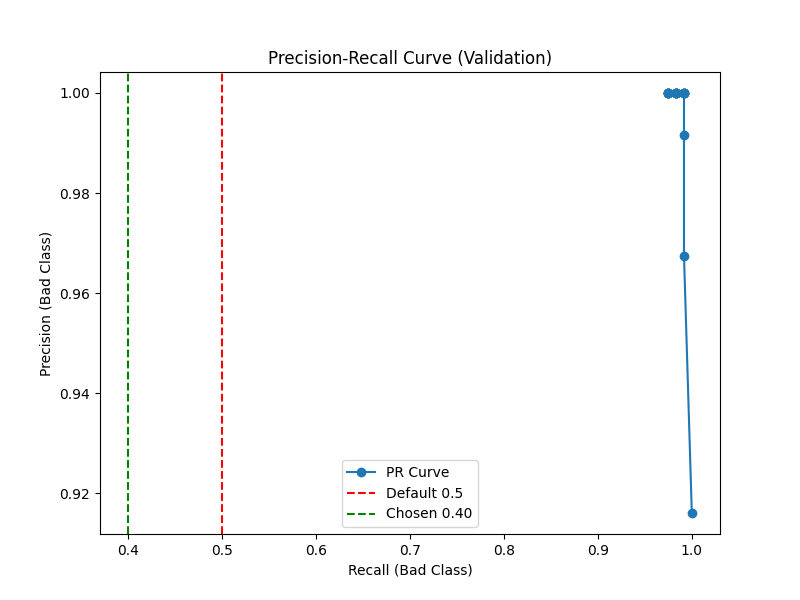 Precision-Recall Curve (Validation)
Precision (Bad Class)
1.00
0.98
0.96
0.94
0.92
PR Curve
Default 0.5
Chosen 0.40
0.4 0.5 0.6 0.7 0.8 0.9 1.0
Recall (Bad Class)